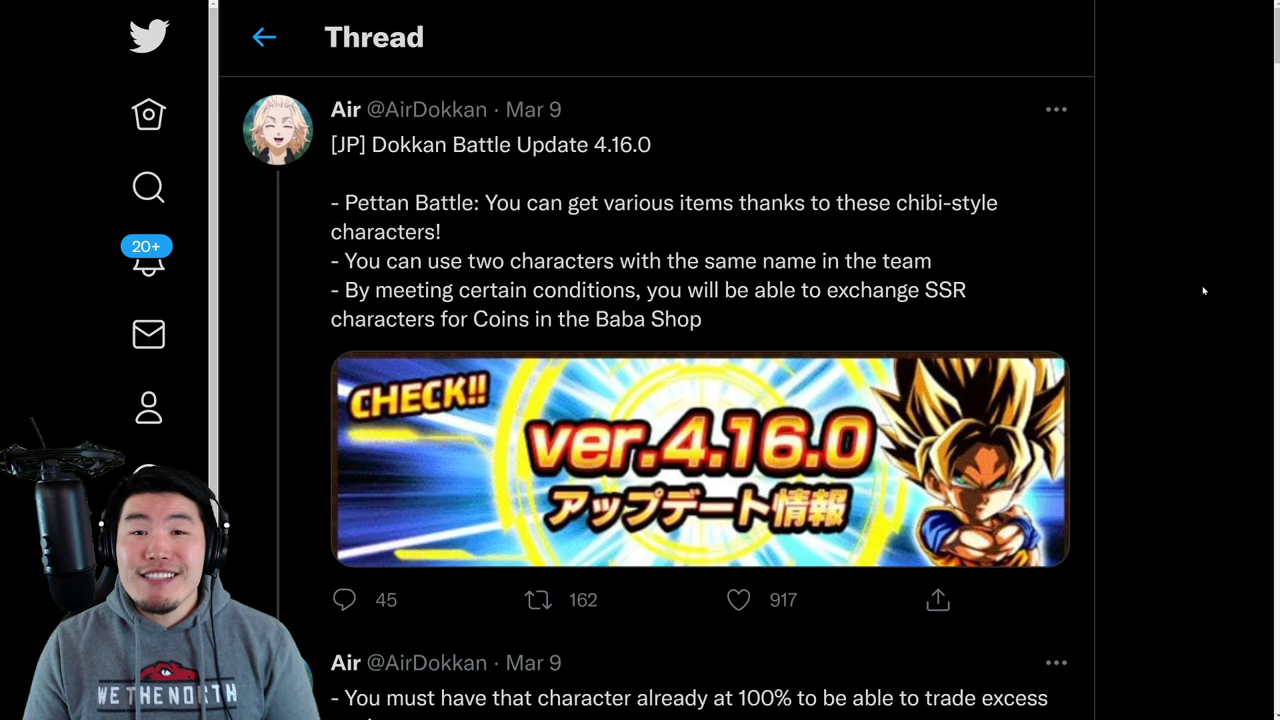 Thread
Air @AirDokkan · Mar 9
[JP] Dokkan Battle Update 4.16.0
- Pettan Battle: You can get various items thanks to these chibi-style
characters!
- You can use two characters with the same name in the team
- By meeting certain conditions, you will be able to exchange SSR
characters for Coins in the Baba Shop
20+
CHECK!!
ver.4.16.0
アップデート情報
45 162 917
Air @AirDokkan · Mar 9
- You must have that character already at 100% to be able to trade excess
WE THE NORTH